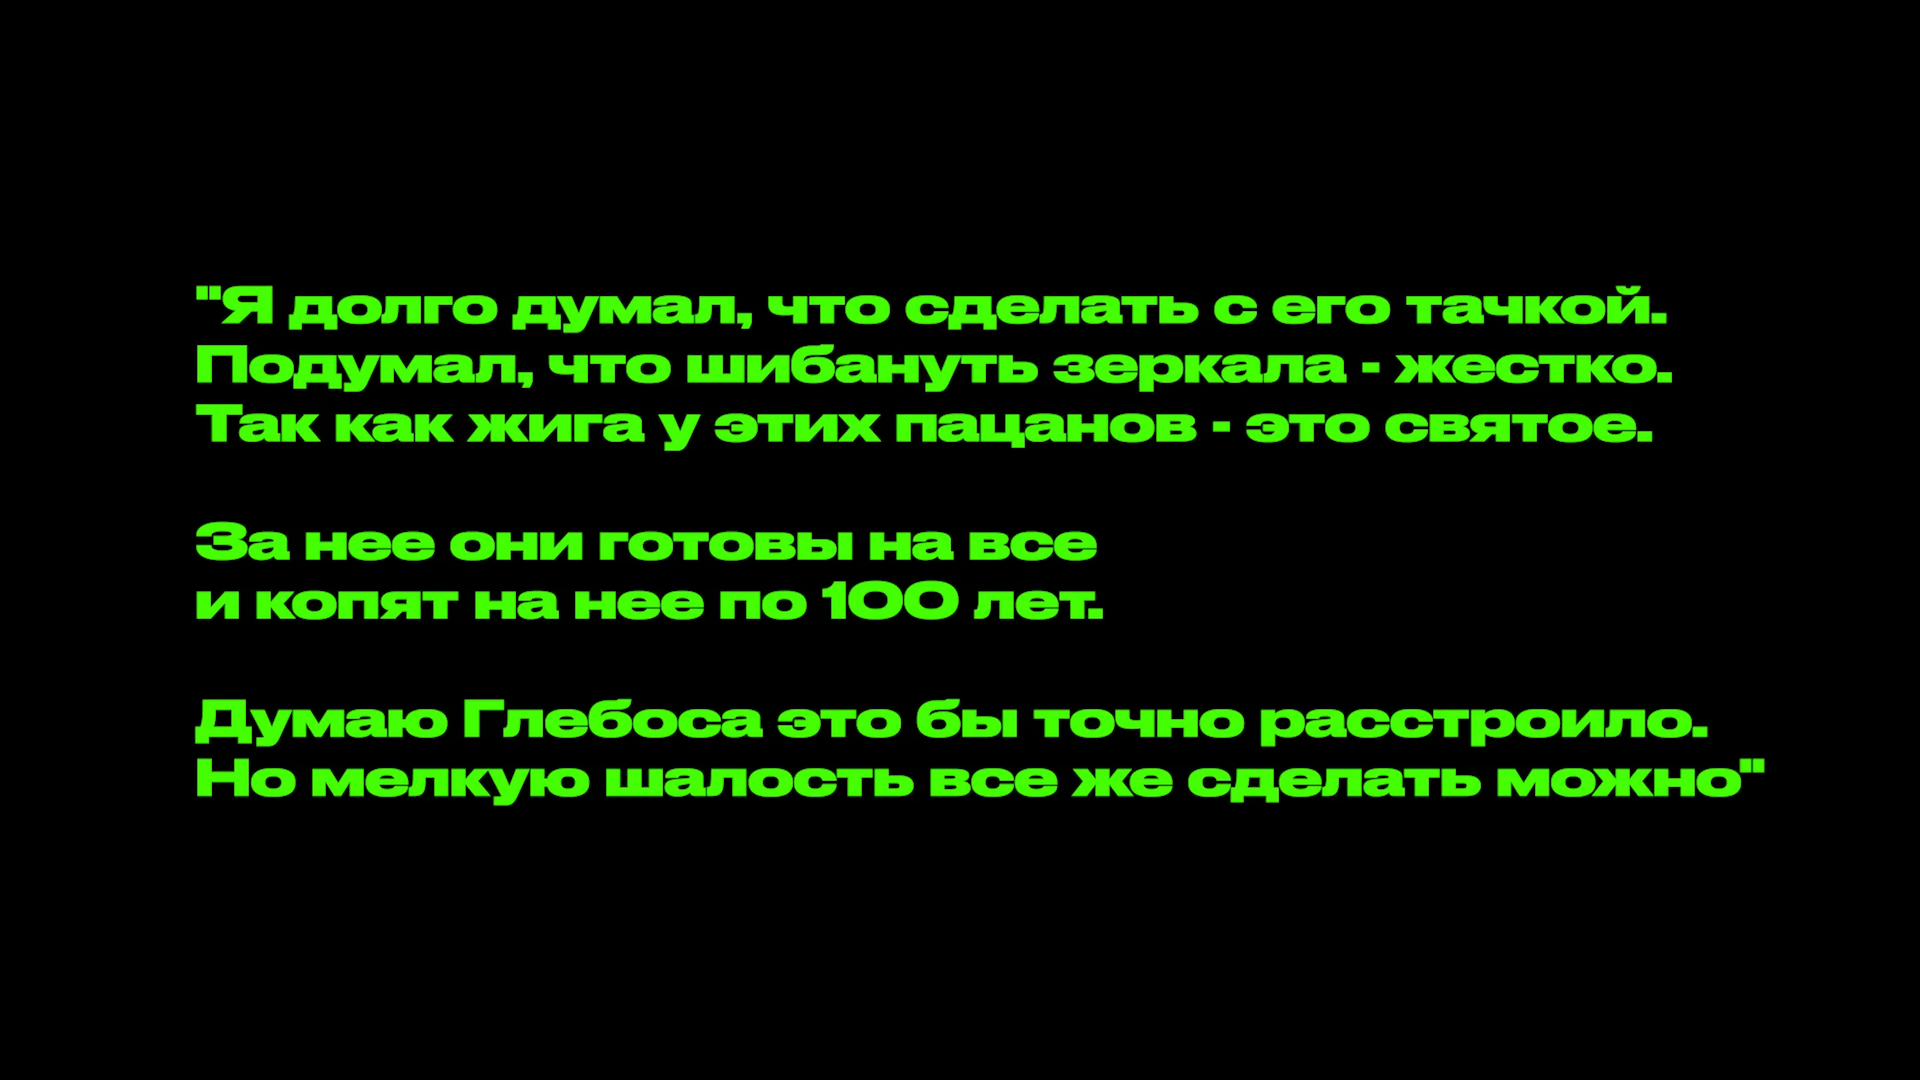 "Я долго думал, что сделать с его тачкой.
Подумал, что шибануть зеркала - жестко.
Так как жига у этих пацанов - это святое.
За нее они готовы на все
и копят на нее по 100 лет.
Думаю Глебоса это бы точно расстроило.
Но мелкую шалость все же сделать можно"